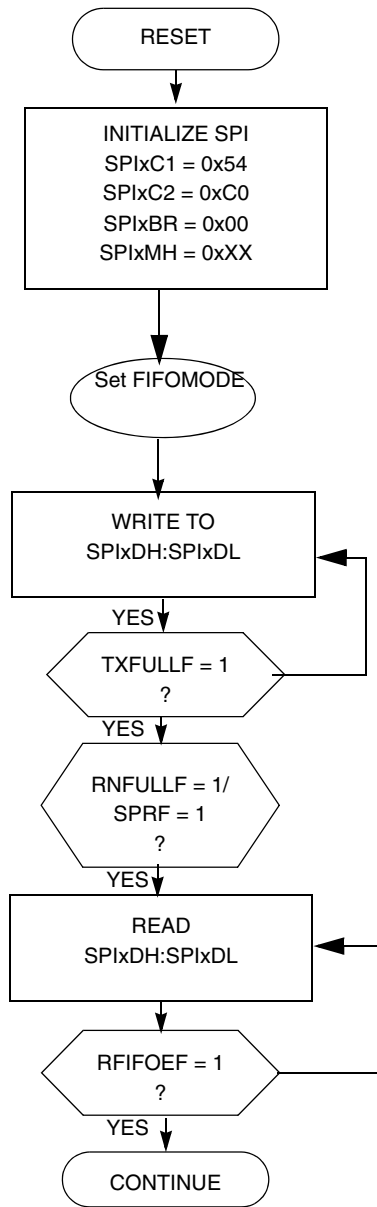 RESET
INITIALIZE SPI
SPIxC1 = 0x54
SPIxC2 = 0xC0
SPIxBR = 0x00
SPIxMH = 0xXX
Set FIFOMODE
WRITE TO
SPIxDH:SPIxDL
YES
TXFULLF = 1
?
YES
RNFULLF = 1/
SPRF = 1
?
YES
READ
SPIxDH:SPIxDL
RFIFOEF = 1
?
YES
CONTINUE